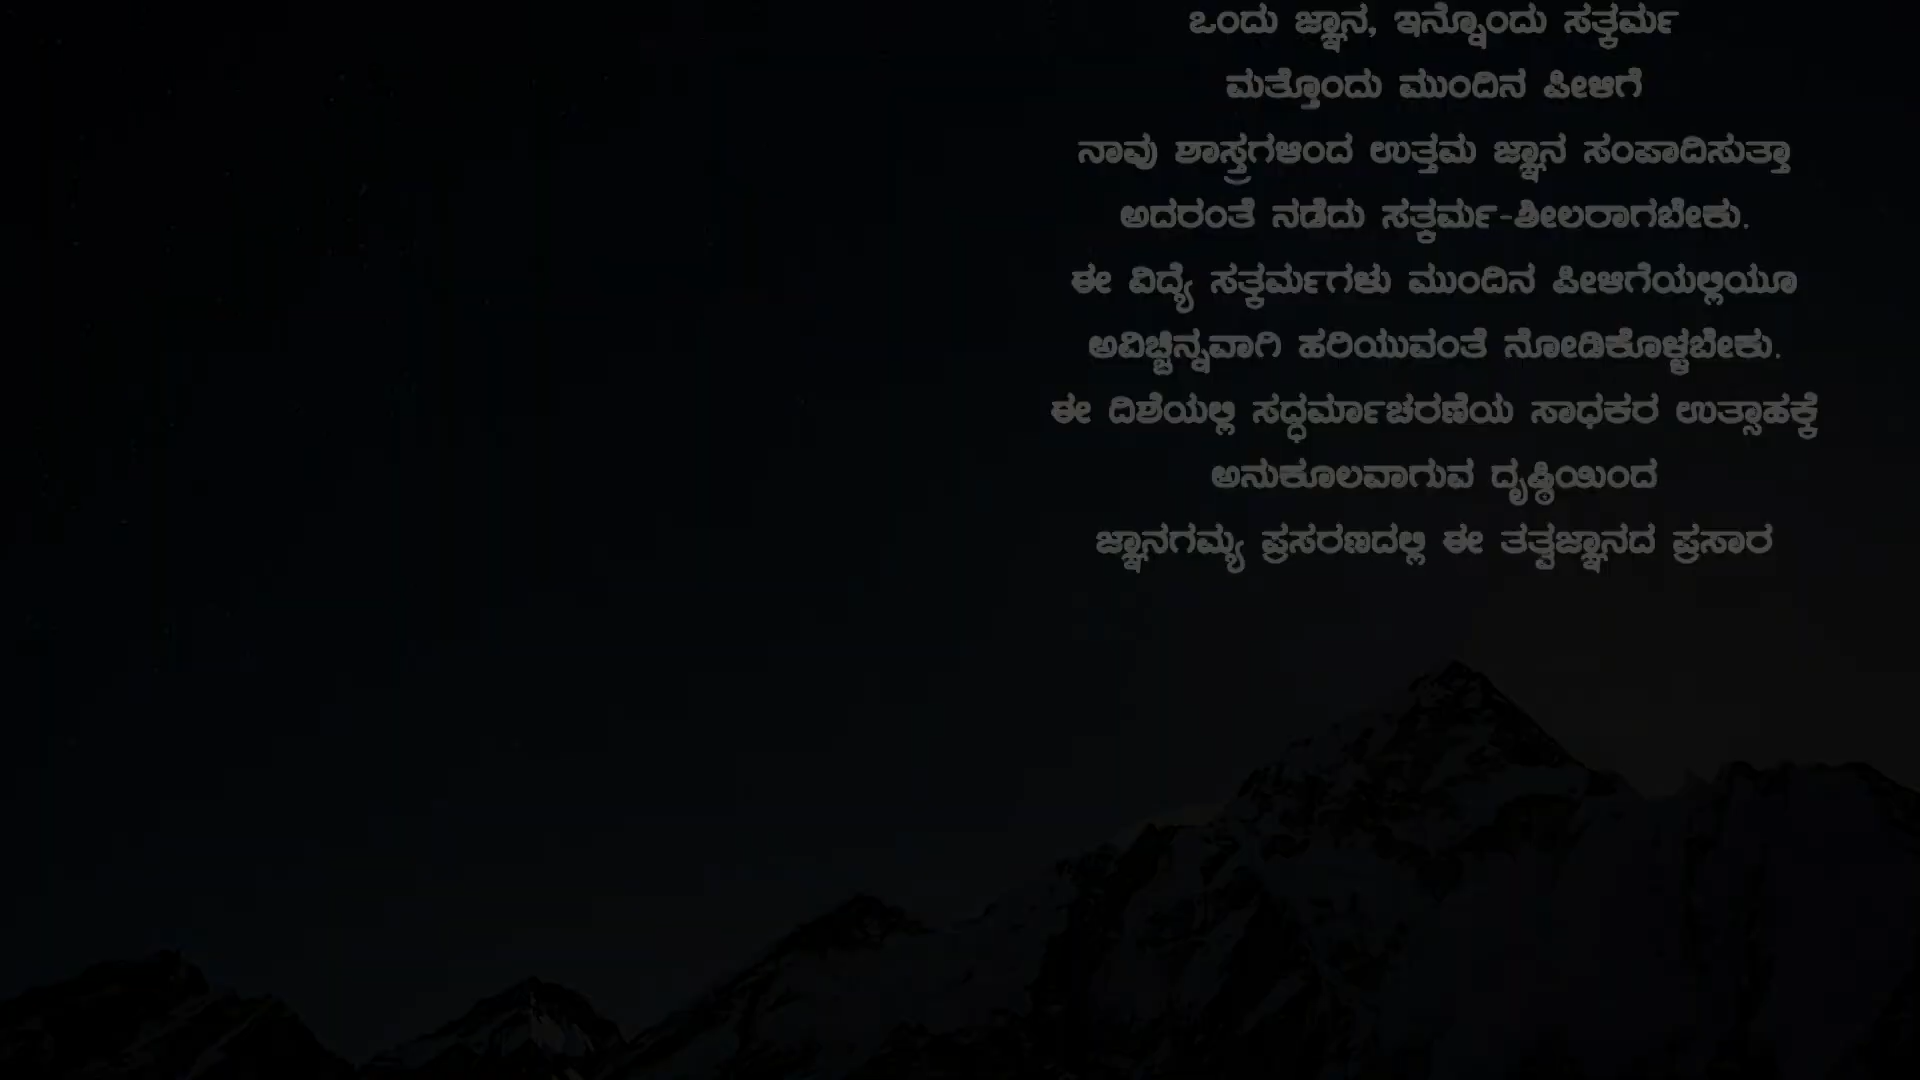 ಒಂದು ಜ್ಞಾನ, ಇನ್ನೊಂದು ಸತ್ಕರ್ಮ
ಮತ್ತೊಂದು ಮುಂದಿನ ಪೀಳಿಗೆ
ನಾವು ಶಾಸ್ತ್ರಗಳಿಂದ ಉತ್ತಮ ಜ್ಞಾನ ಸಂಪಾದಿಸುತ್ತಾ
ಅದರಂತೆ ನಡೆದು ಸತ್ಕರ್ಮ-ಶೀಲರಾಗಬೇಕು.
ಈ ವಿದ್ಯೆ ಸತ್ಕರ್ಮಗಳು ಮುಂದಿನ ಪೀಳಿಗೆಯಲ್ಲಿಯೂ
ಅವಿಚ್ಛಿನ್ನವಾಗಿ ಹರಿಯುವಂತೆ ನೋಡಿಕೊಳ್ಳಬೇಕು.
ಈ ದಿಶೆಯಲ್ಲಿ ಸದ್ಧರ್ಮಾಚರಣೆಯ ಸಾಧಕರ ಉತ್ಸಾಹಕ್ಕೆ
ಅನುಕೂಲವಾಗುವ ದೃಷ್ಠಿಯಿಂದ
ಜ್ಞಾನಗಮ್ಯ ಪ್ರಸರಣದಲ್ಲಿ ಈ ತತ್ವಜ್ಞಾನದ ಪ್ರಸಾರ